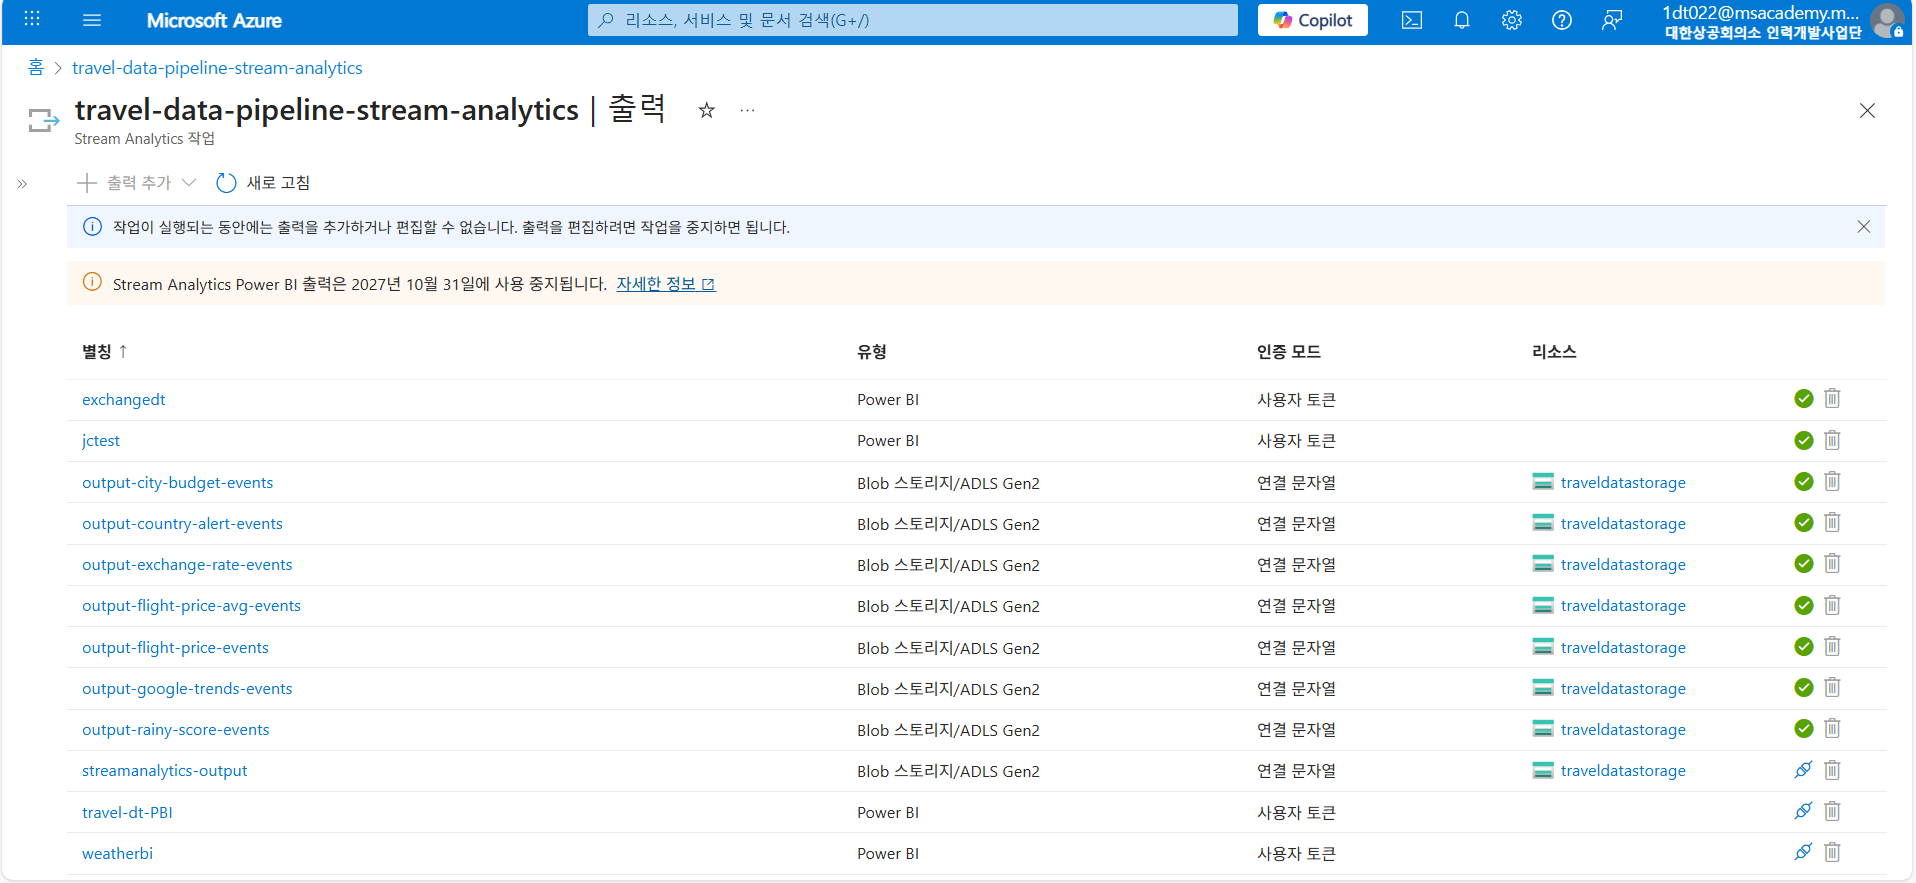 Microsoft Azure
리소스, 서비스 및 문서 검색(G+/)
Copilot
1dt022@msacademy.m...
대한상공회의소 인력개발사업단
홈 > travel-data-pipeline-stream-analytics
travel-data-pipeline-stream-analytics | 출력
Stream Analytics 작업
출력 추가
새로 고침
작업이 실행되는 동안에는 출력을 추가하거나 편집할 수 없습니다. 출력을 편집하려면 작업을 중지하면 됩니다.
Stream Analytics Power BI 출력은 2027년 10월 31일에 사용 중지됩니다. 자세한 정보
별칭 ↑ 유형 인증 모드 리소스
exchangedt Power BI 사용자 토큰
jctest Power BI 사용자 토큰
output-city-budget-events Blob 스토리지/ADLS Gen2 연결 문자열 traveldatastorage
output-country-alert-events Blob 스토리지/ADLS Gen2 연결 문자열 traveldatastorage
output-exchange-rate-events Blob 스토리지/ADLS Gen2 연결 문자열 traveldatastorage
output-flight-price-avg-events Blob 스토리지/ADLS Gen2 연결 문자열 traveldatastorage
output-flight-price-events Blob 스토리지/ADLS Gen2 연결 문자열 traveldatastorage
output-google-trends-events Blob 스토리지/ADLS Gen2 연결 문자열 traveldatastorage
output-rainy-score-events Blob 스토리지/ADLS Gen2 연결 문자열 traveldatastorage
streamanalytics-output Blob 스토리지/ADLS Gen2 연결 문자열 traveldatastorage
travel-dt-PBI Power BI 사용자 토큰
weatherbi Power BI 사용자 토큰